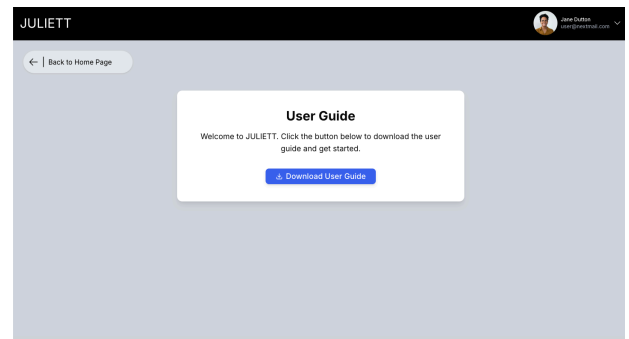 JULIETT
Jane Dutton
user@nextmail.com
Back to Home Page
User Guide
Welcome to JULIETT. Click the button below to download the user
guide and get started.
Download User Guide